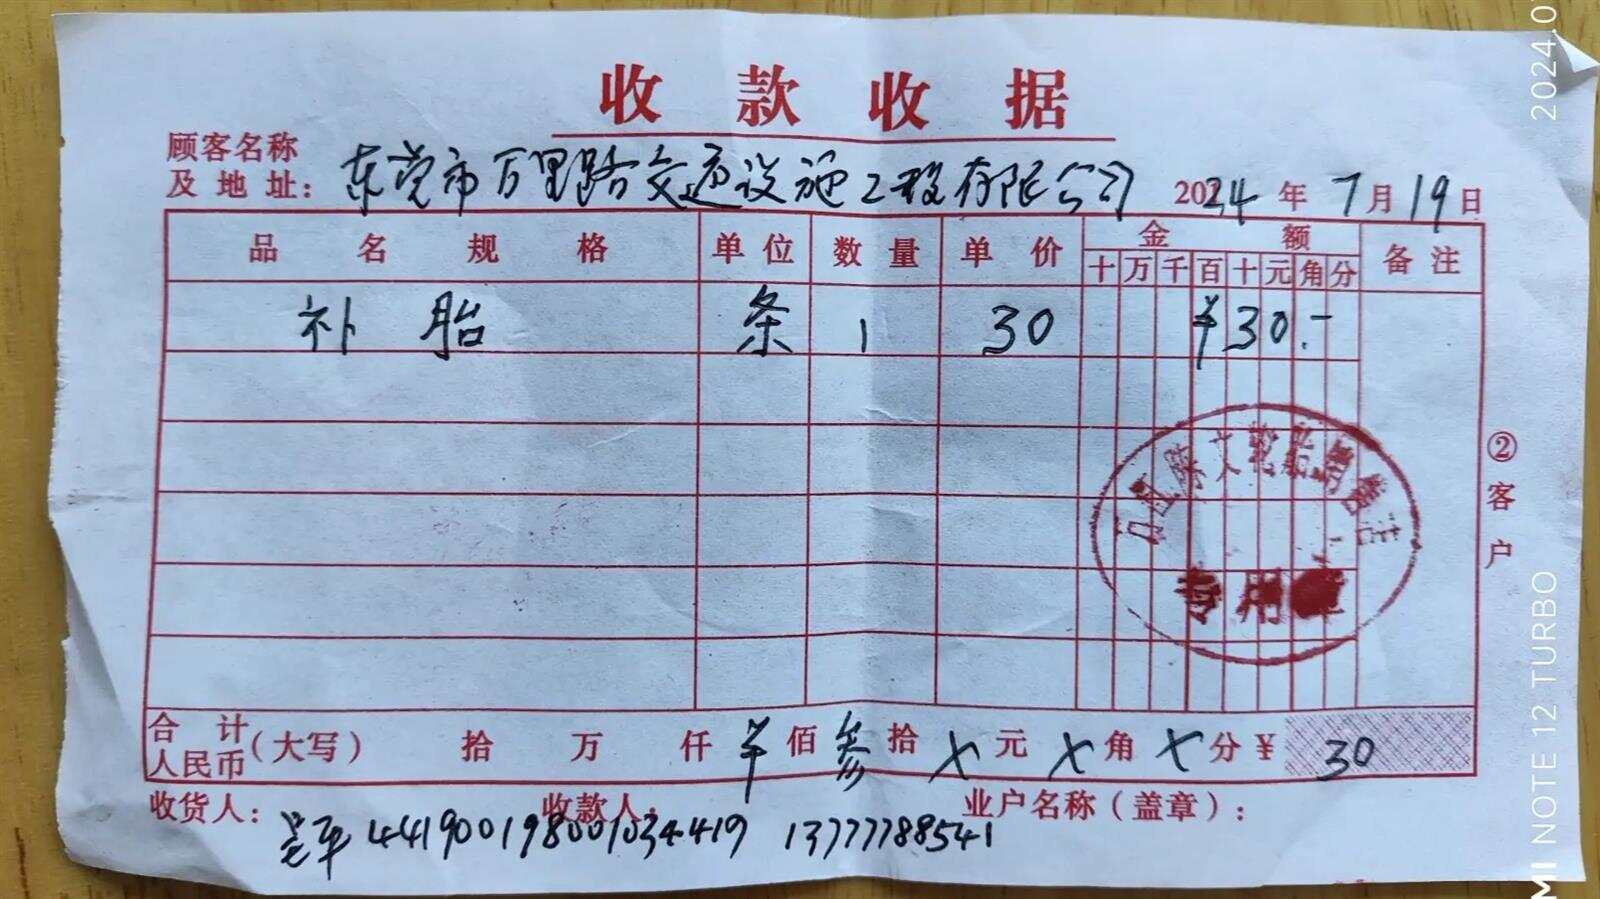 收款收据
顾客名称
及地址： 东莞市万里路交通设施工程有限公司 2024年7月19日
品名规格 单位 数量 单价 金额 备注
十万千百十元角分
补胎 条 1 30 ¥30.-
②客户
专用章
合计
人民币（大写） 拾 万 仟 ¥佰叁拾 X元 X角 X分 ¥ 30
收货人： 收款人： 业户名称（盖章）：
441900198001034419 13777788541
2024.07
MI NOTE 12 TURBO